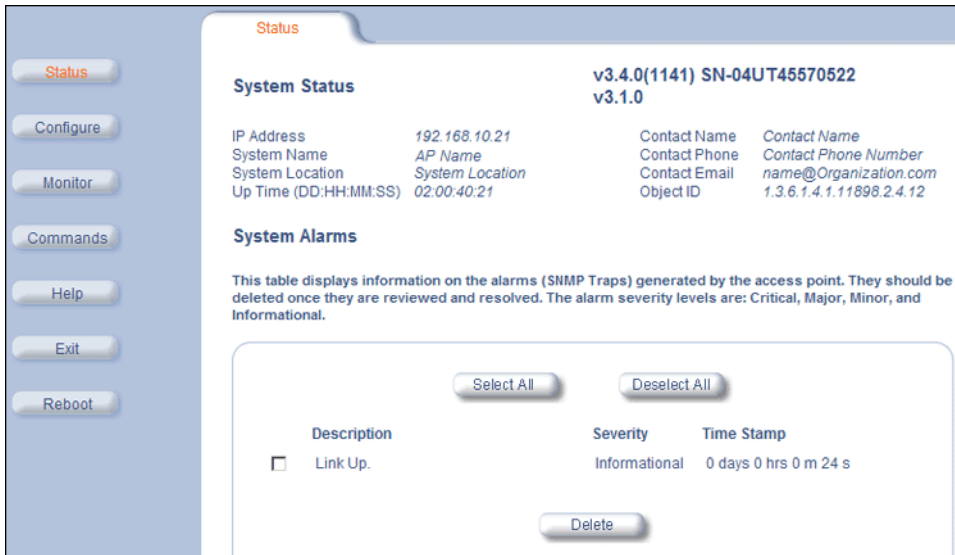 Status
Status
Configure
Monitor
Commands
Help
Exit
Reboot
System Status
v3.4.0(1141) SN-04UT45570522
v3.1.0
IP Address 192.168.10.21 Contact Name Contact Name
System Name AP Name Contact Phone Contact Phone Number
System Location System Location Contact Email name@Organization.com
Up Time (DD:HH:MM:SS) 02:00:40:21 Object ID 1.3.6.1.4.1.11898.2.4.12
System Alarms
This table displays information on the alarms (SNMP Traps) generated by the access point. They should be
deleted once they are reviewed and resolved. The alarm severity levels are: Critical, Major, Minor, and
Informational.
Select All Deselect All
Description Severity Time Stamp
Link Up. Informational 0 days 0 hrs 0 m 24 s
Delete